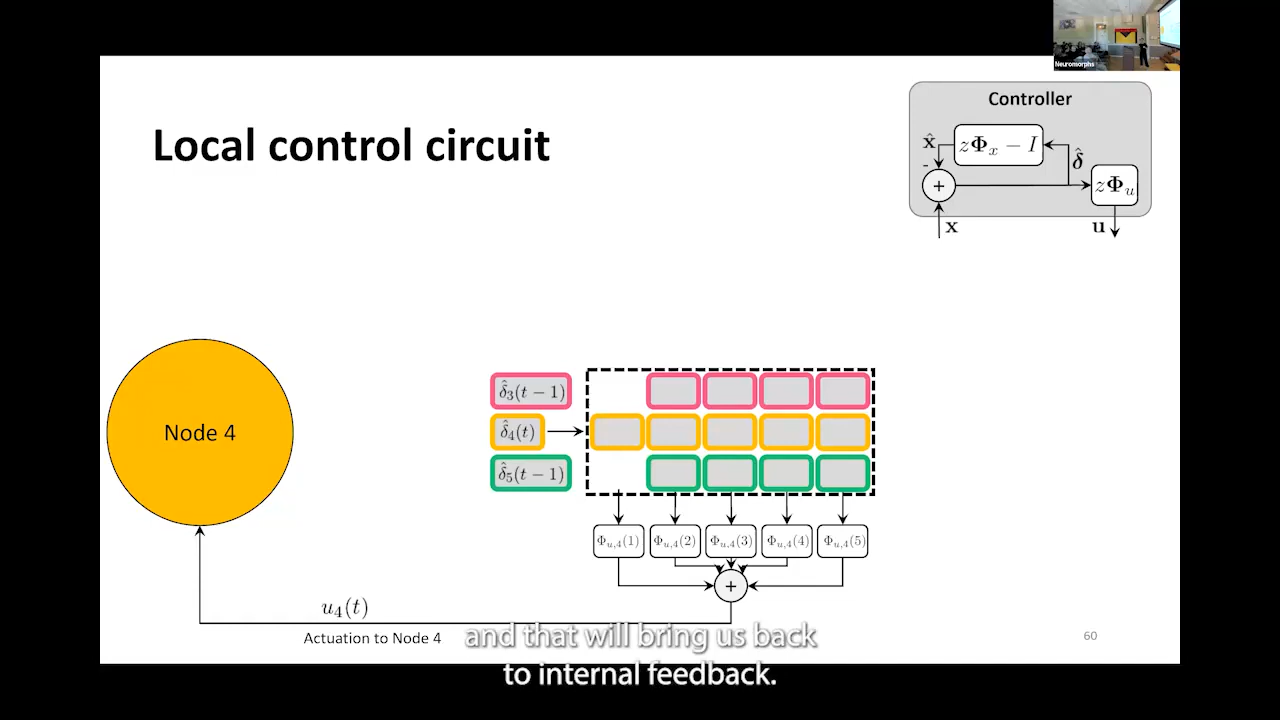 Neuromorphs
Controller
x̂
zΦₓ − I
-
δ̂
+
zΦᵤ
x
u
Local control circuit
δ̂₃(t − 1)
Node 4
δ̂₄(t)
δ̂₅(t − 1)
Φᵤ,₄(1) Φᵤ,₄(2) Φᵤ,₄(3) Φᵤ,₄(4) Φᵤ,₄(5)
+
u₄(t)
Actuation to Node 4
60
and that will bring us back
to internal feedback.